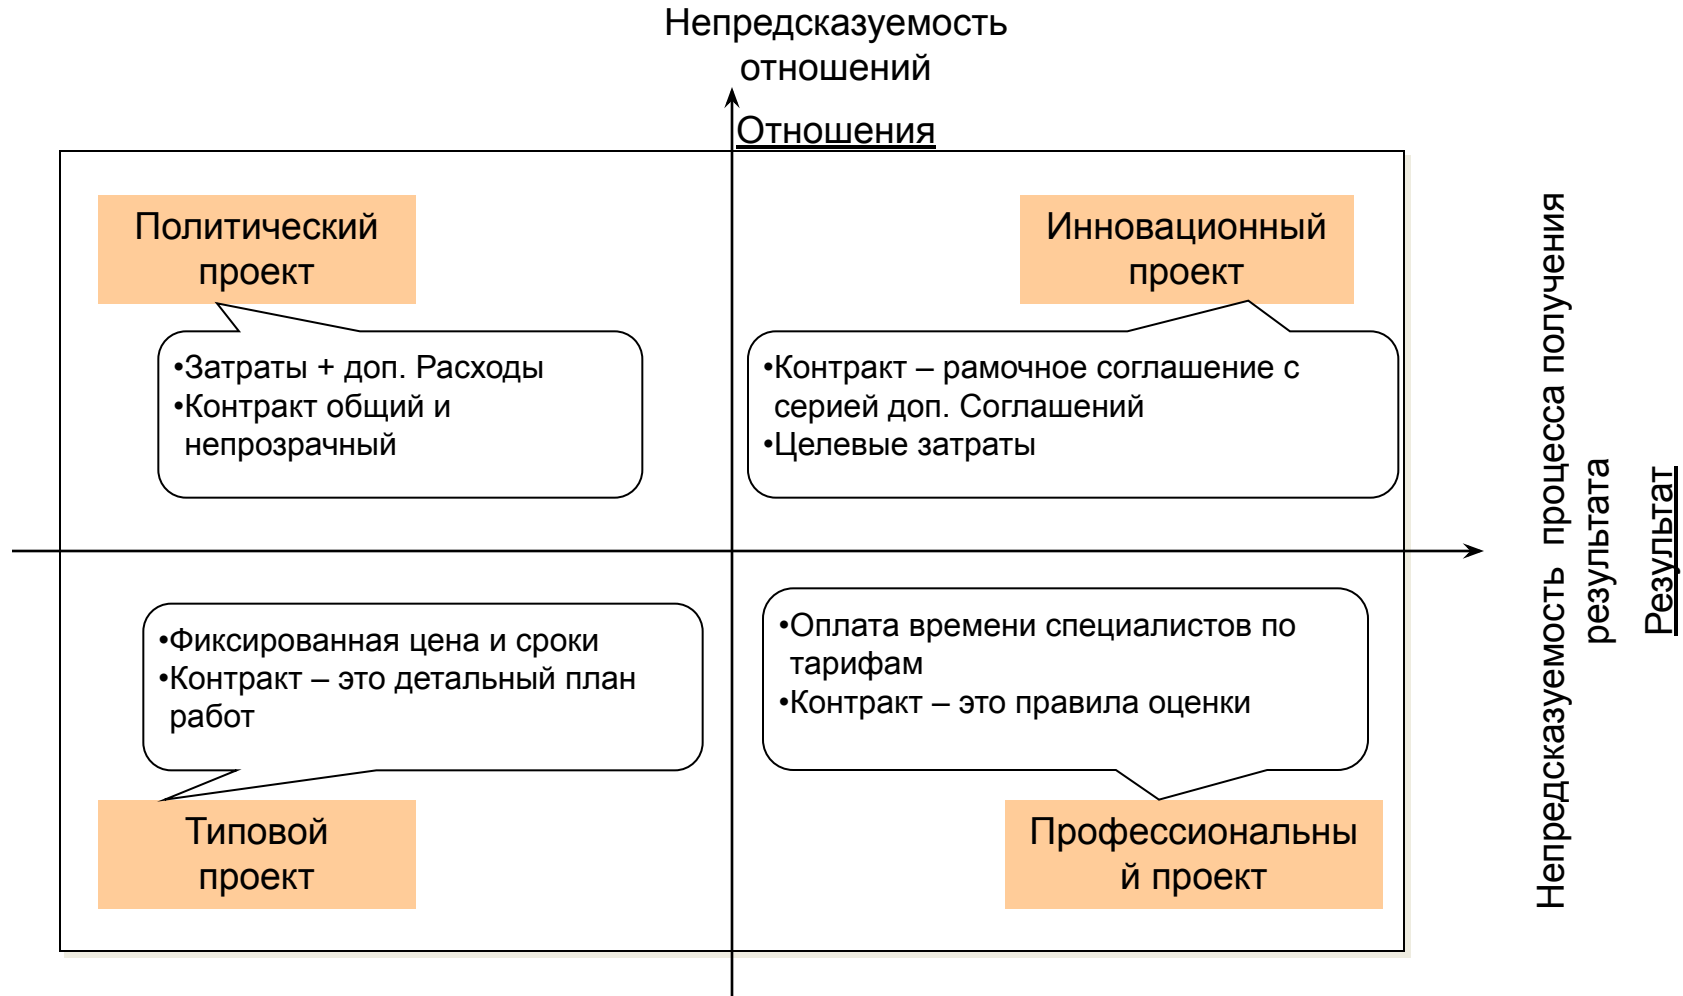 Непредсказуемость
отношений
Отношения
Политический
проект
•Затраты + доп. Расходы
•Контракт общий и
непрозрачный
Инновационный
проект
•Контракт – рамочное соглашение с
серией доп. Соглашений
•Целевые затраты
•Фиксированная цена и сроки
•Контракт – это детальный план
работ
Типовой
проект
•Оплата времени специалистов по
тарифам
•Контракт – это правила оценки
Профессиональны
й проект
Непредсказуемость процесса получения
результата
Результат